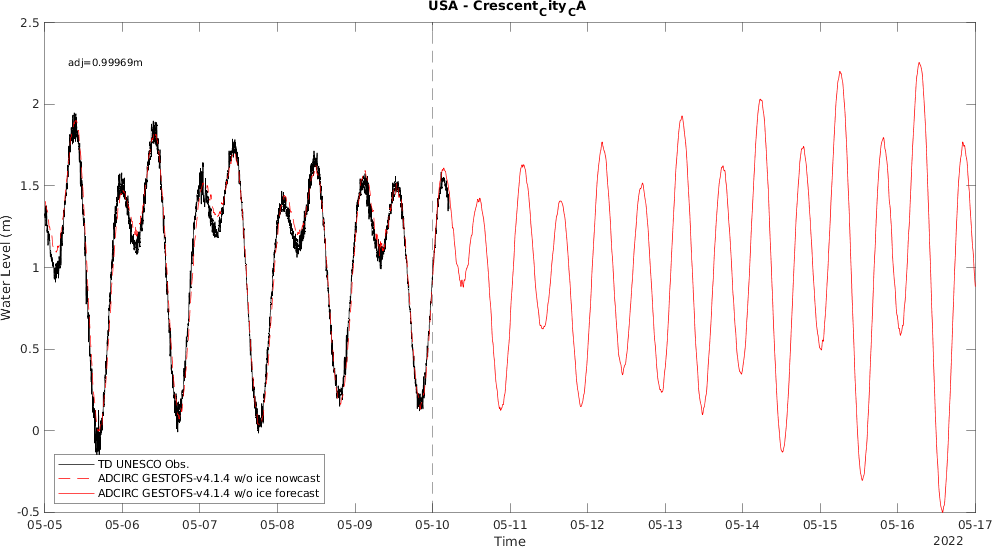 USA - Crescent_City_CA
2.5
adj=0.99969m
2
1.5
1
0.5
0
-0.5
Water Level (m)
TD UNESCO Obs.
ADCIRC GESTOFS-v4.1.4 w/o ice nowcast
ADCIRC GESTOFS-v4.1.4 w/o ice forecast
05-05 05-06 05-07 05-08 05-09 05-10 05-11 05-12 05-13 05-14 05-15 05-16 05-17
Time
2022